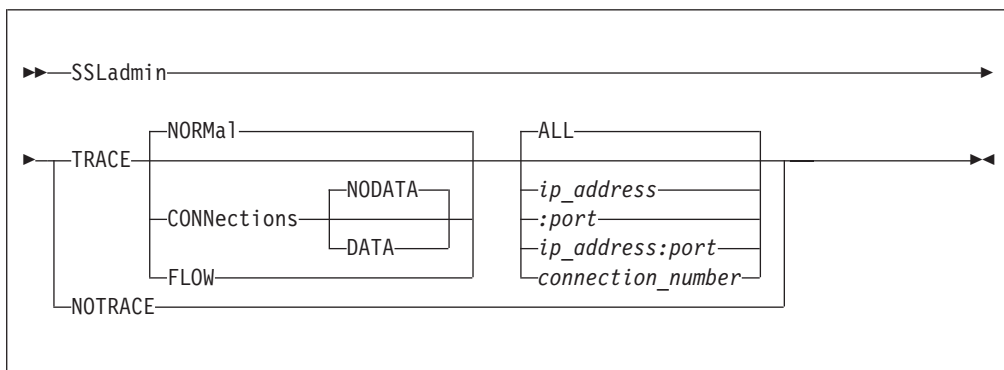 SSLadmin
NORMal ALL
TRACE
NODATA ip_address
CONNections :port
DATA ip_address:port
FLOW connection_number
NOTRACE